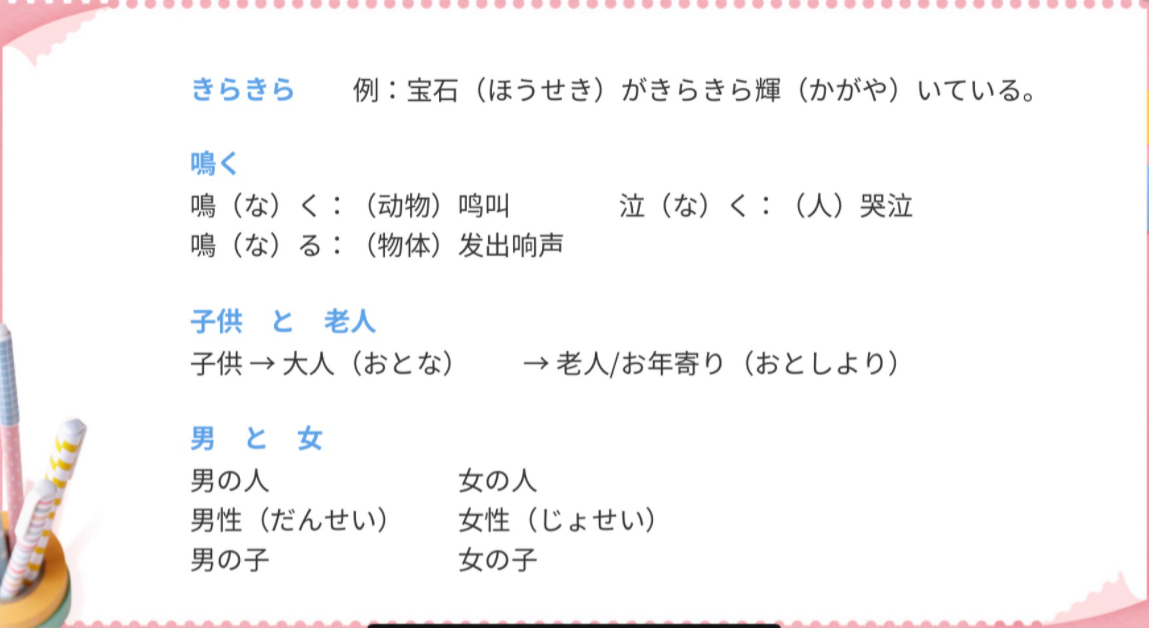 きらきら　　例：宝石（ほうせき）がきらきら輝（かがや）いている。
鳴く
鳴（な）く：（动物）鸣叫　　　　泣（な）く：（人）哭泣
鳴（な）る：（物体）发出响声
子供　と　老人
子供→大人（おとな）　　→老人/お年寄り（おとしより）
男　と　女
男の人　　　　　　　女の人
男性（だんせい）　　女性（じょせい）
男の子　　　　　　　女の子